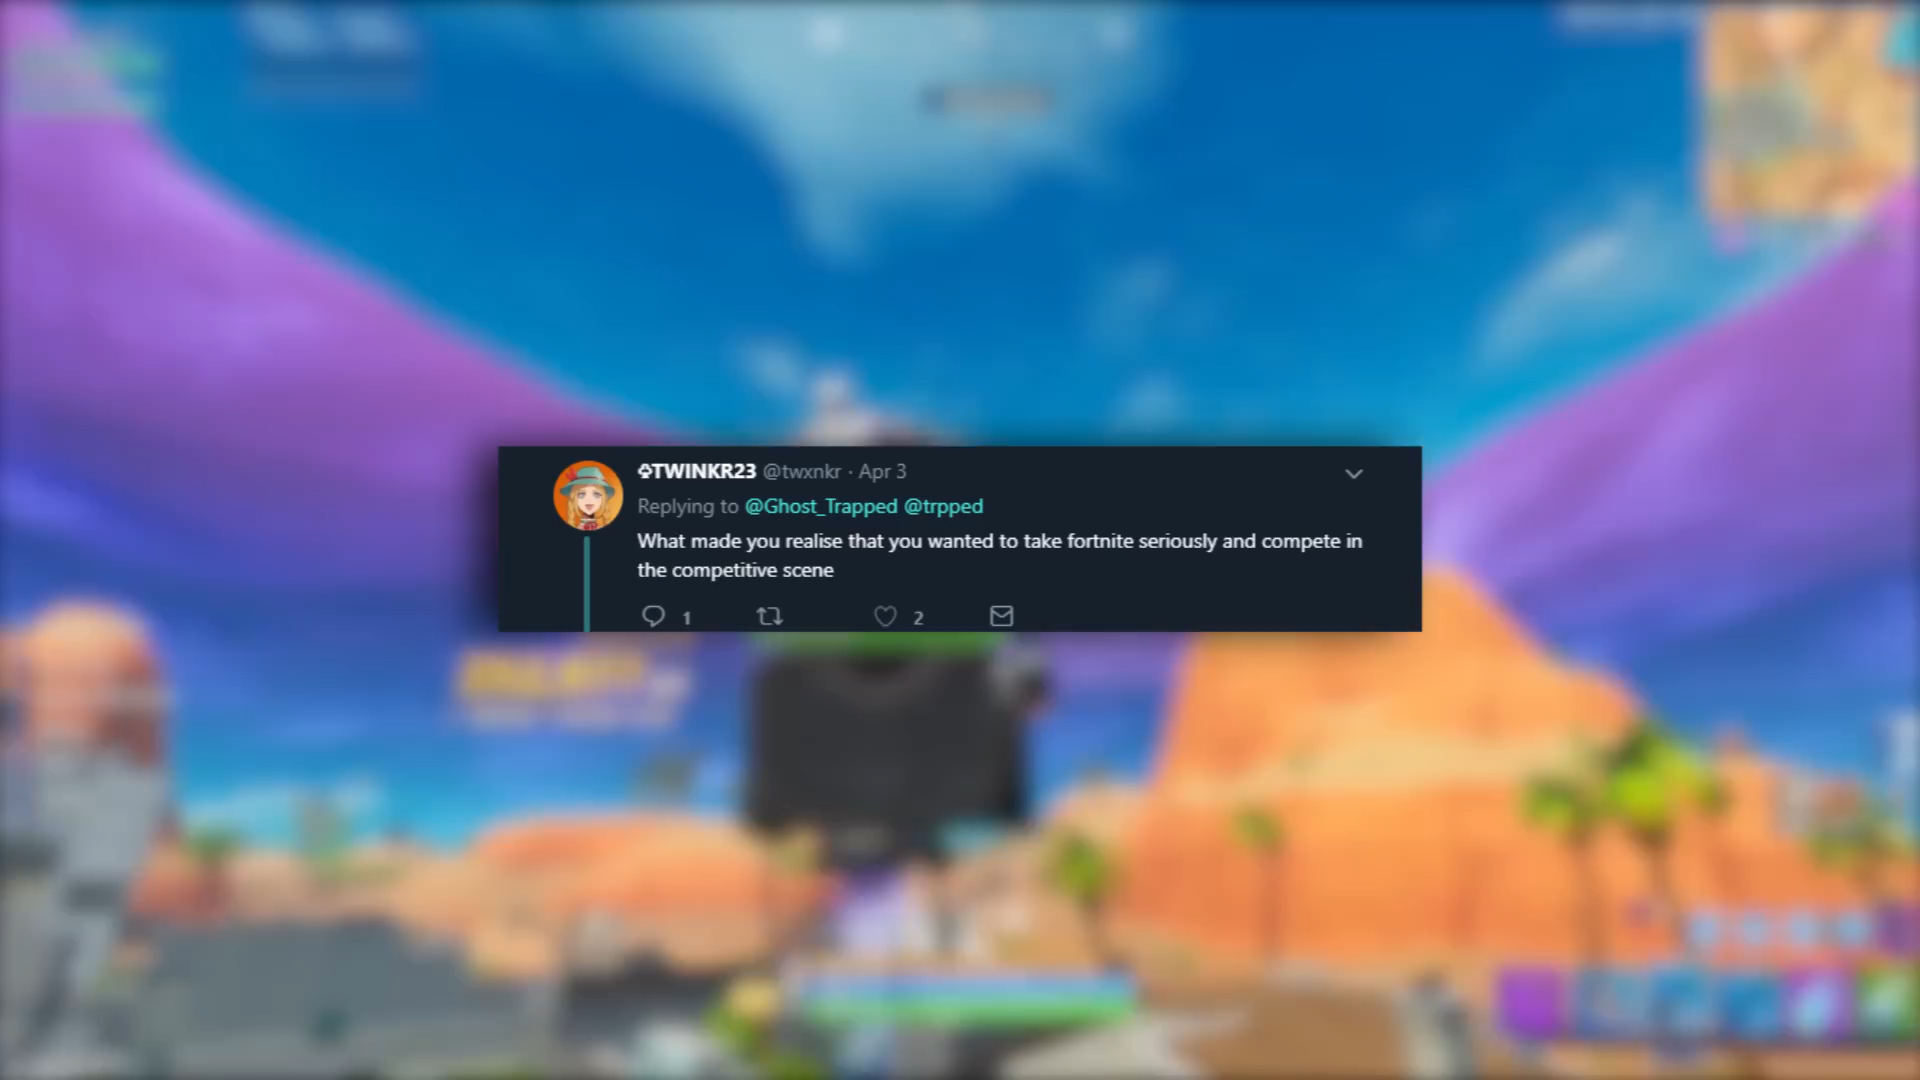 ♧TWINKR23 @twxnkr · Apr 3
Replying to @Ghost_Trapped @trpped
What made you realise that you wanted to take fortnite seriously and compete in
the competitive scene
1 2